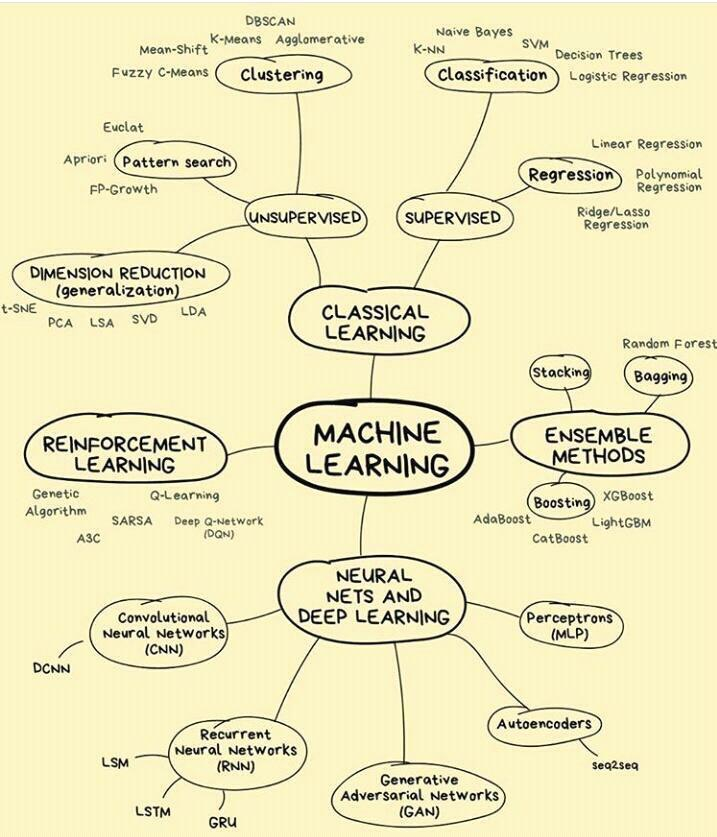 DBSCAN
K-Means Agglomerative
Mean-Shift
Fuzzy C-Means
Clustering
Naive Bayes
K-NN
SVM
Decision Trees
Classification
Logistic Regression
Euclat
Apriori
Pattern search
FP-Growth
Linear Regression
Regression
Polynomial
Regression
Ridge/Lasso
Regression
UNSUPERVISED
SUPERVISED
DIMENSION REDUCTION
(generalization)
t-SNE
PCA
LSA
SVD
LDA
CLASSICAL
LEARNING
Random Forest
Stacking
Bagging
MACHINE
LEARNING
REINFORCEMENT
LEARNING
ENSEMBLE
METHODS
Genetic
Algorithm
Q-Learning
SARSA
Deep Q-Network
(DQN)
A3C
Boosting
XGBoost
AdaBoost
LightGBM
CatBoost
NEURAL
NETS AND
DEEP LEARNING
Convolutional
Neural Networks
(CNN)
DCNN
Perceptrons
(MLP)
Recurrent
Neural Networks
(RNN)
LSM
LSTM
GRU
Autoencoders
seq2seq
Generative
Adversarial Networks
(GAN)